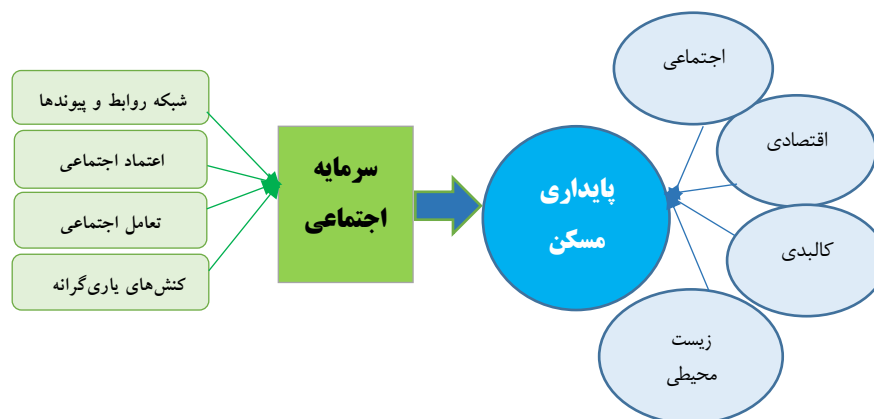 شبکه روابط و پیوندها
اعتماد اجتماعی
تعامل اجتماعی
کنش‌های یاری‌گرانه
سرمایه
اجتماعی
پایداری
مسکن
اجتماعی
اقتصادی
کالبدی
زیست
محیطی